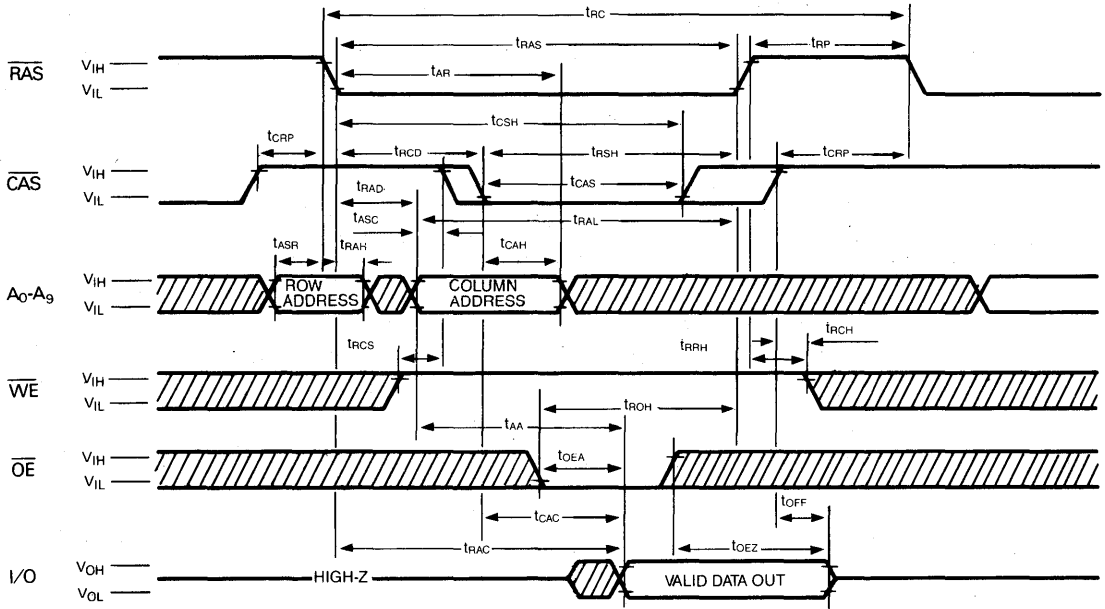 tRC
tRAS
tRP
RAS
VIH
VIL
tAR
tCSH
tCRP
tRCD
tRSH
tCRP
CAS
VIH
VIL
tRAD
tCAS
tASC
tRAL
tASR
tRAH
tCAH
A0-A9
VIH
VIL
ROW ADDRESS
COLUMN ADDRESS
tRCS
tRRH
tRCH
WE
VIH
VIL
tROH
tAA
OE
VIH
VIL
tOEA
tOFF
tCAC
tRAC
tOEZ
I/O
VOH
VOL
HIGH-Z
VALID DATA OUT